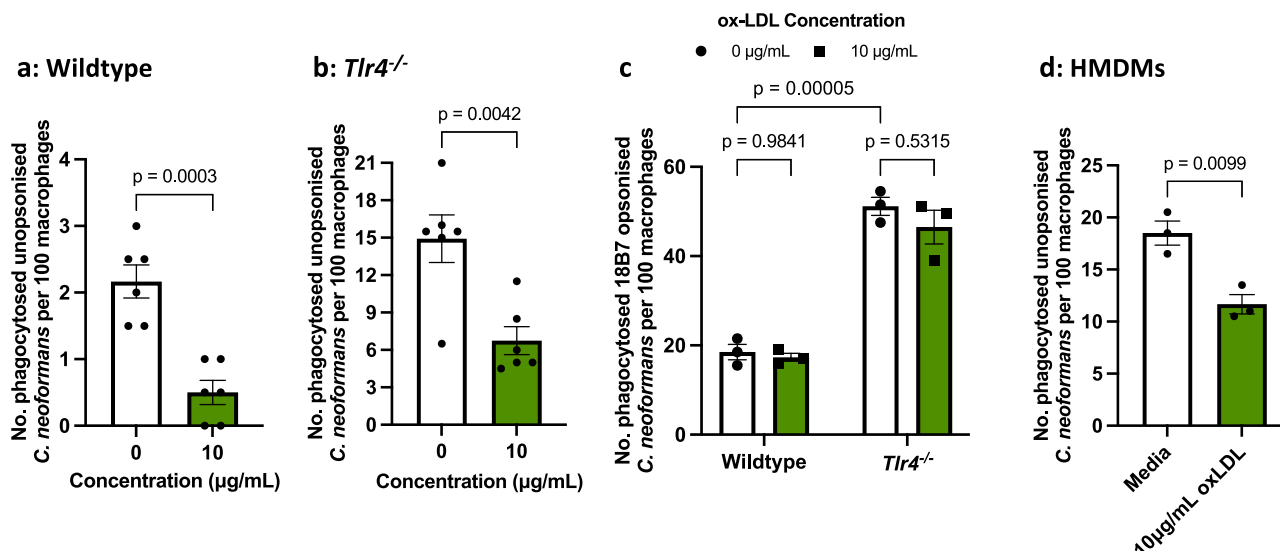 ox-LDL Concentration
0 µg/mL
10 µg/mL
a: Wildtype
No. phagocytosed unopsonised
C. neoformans per 100 macrophages
p = 0.0003
4
3
2
1
0
0
10
Concentration (µg/mL)
b: Tlr4-/-
No. phagocytosed unopsonised
C. neoformans per 100 macrophages
p = 0.0042
21
18
15
12
9
6
3
0
0
10
Concentration (µg/mL)
c
No. phagocytosed 18B7 opsonised
C. neoformans per 100 macrophages
p = 0.00005
p = 0.9841
p = 0.5315
60
40
20
0
Wildtype
Tlr4-/-
d: HMDMs
No. phagocytosed unopsonised
C. neoformans per 100 macrophages
p = 0.0099
25
20
15
10
5
0
Media
10µg/mL oxLDL